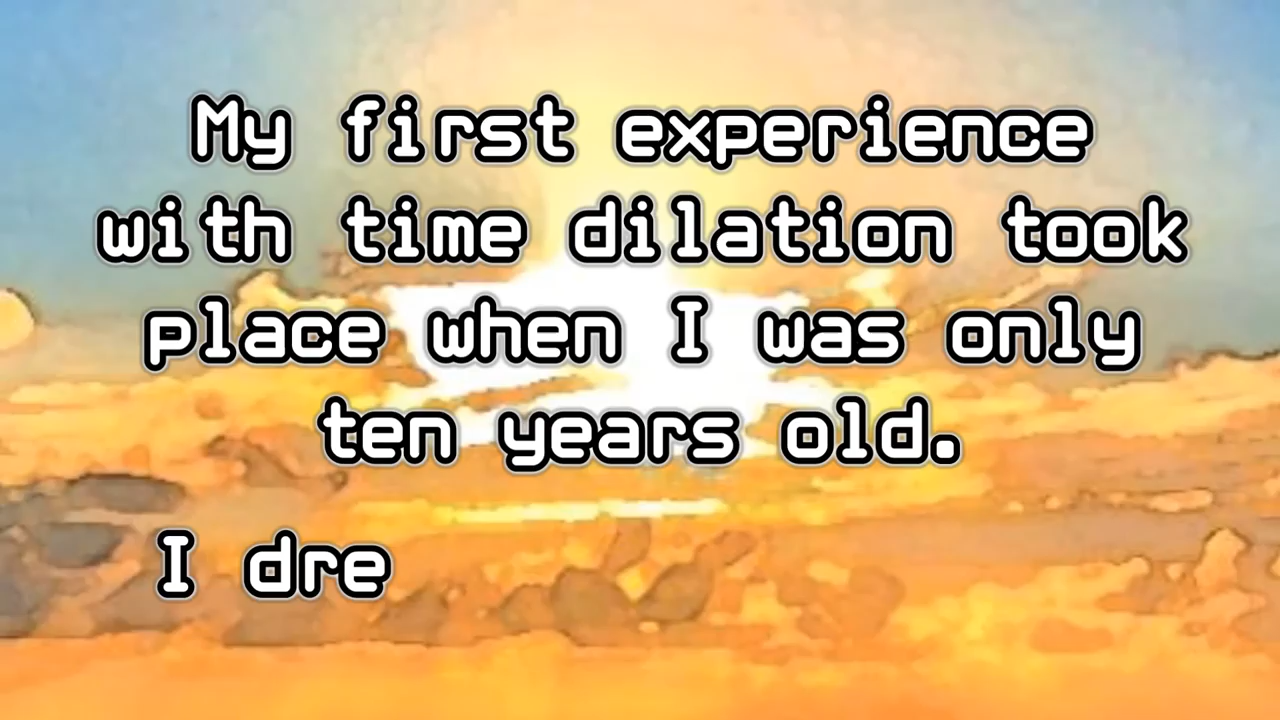 My first experience
with time dilation took
place when I was only
ten years old.
I dre